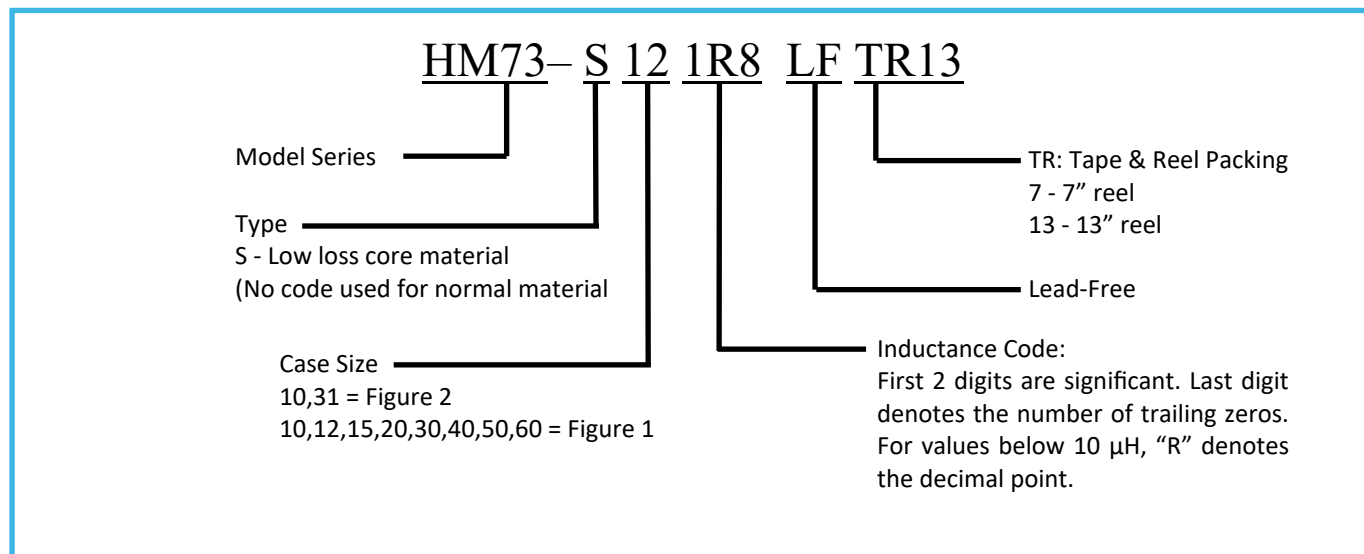 HM73– S 12 1R8 LF TR13
Model Series
TR: Tape & Reel Packing
7 - 7” reel
13 - 13” reel
Type
S - Low loss core material
(No code used for normal material
Lead-Free
Case Size
10,31 = Figure 2
10,12,15,20,30,40,50,60 = Figure 1
Inductance Code:
First 2 digits are significant. Last digit
denotes the number of trailing zeros.
For values below 10 µH, “R” denotes
the decimal point.